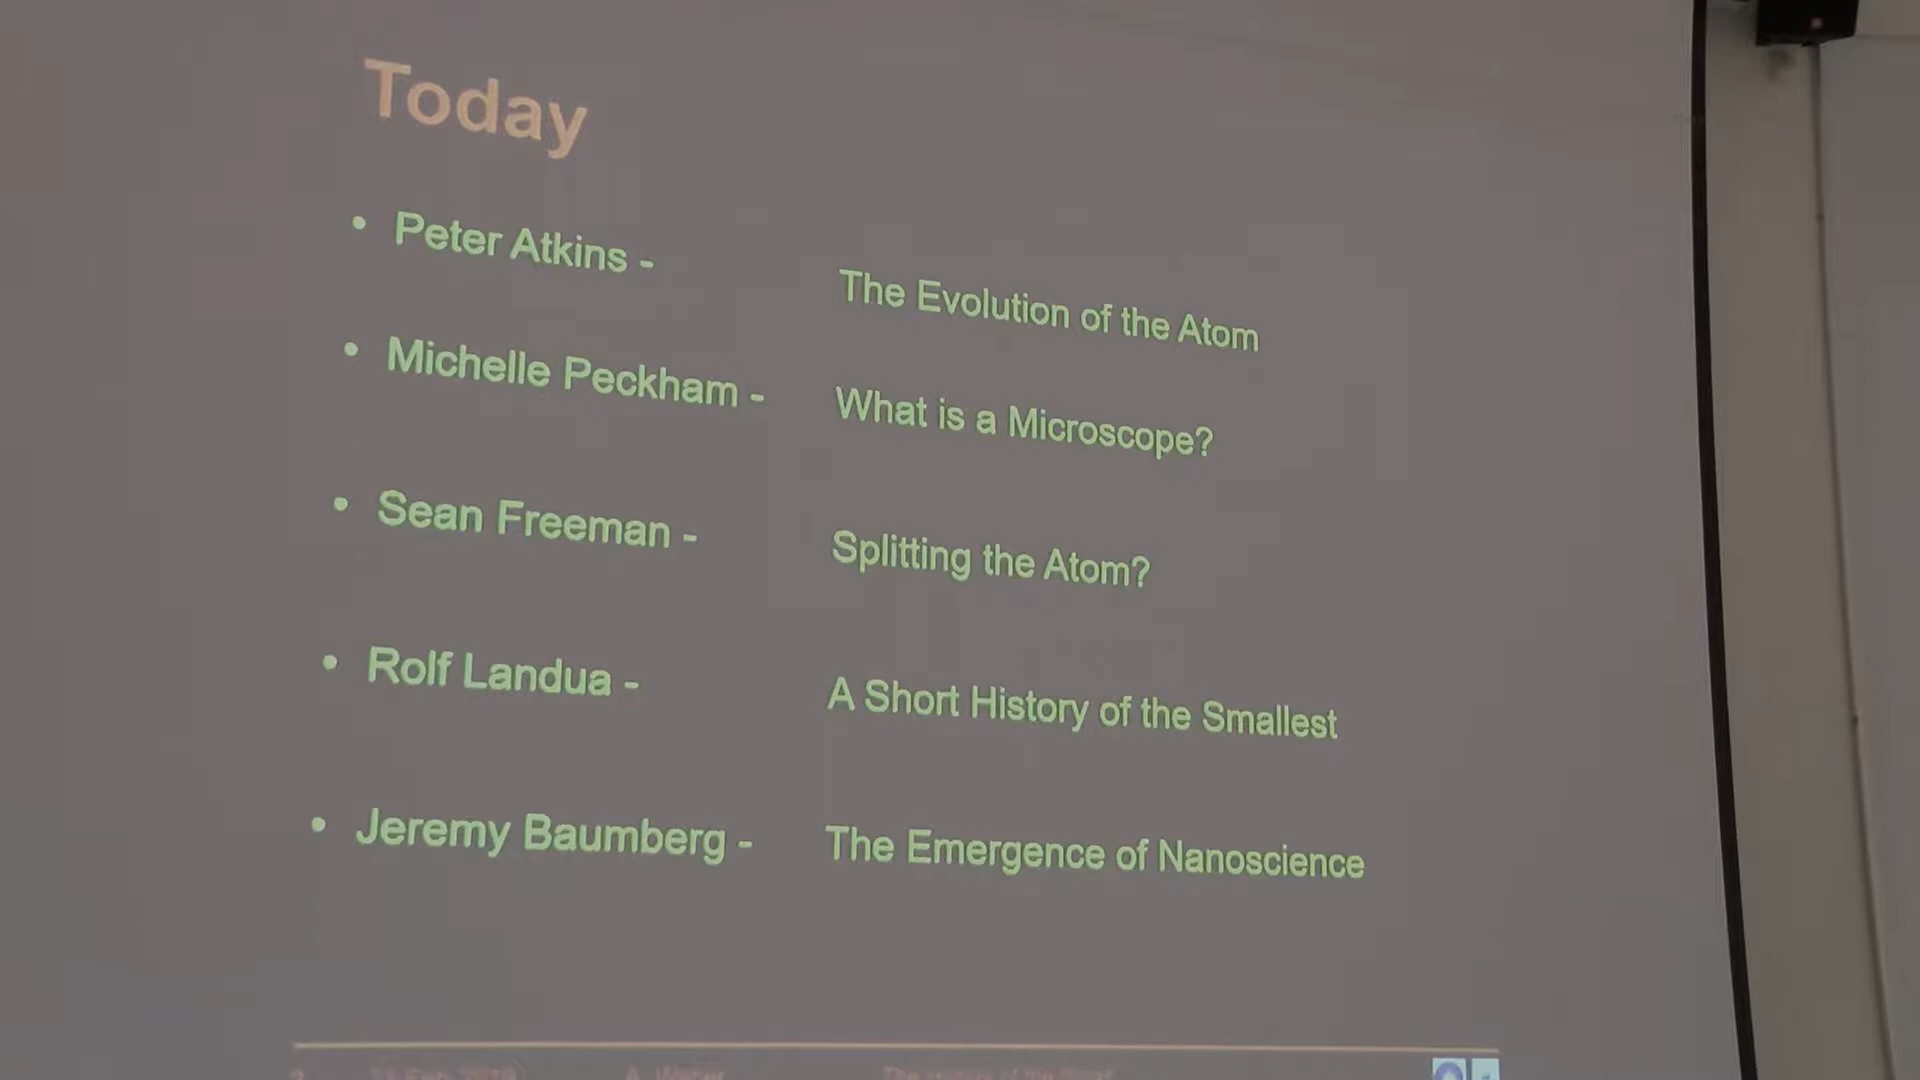 Today
• Peter Atkins - The Evolution of the Atom
• Michelle Peckham - What is a Microscope?
• Sean Freeman - Splitting the Atom?
• Rolf Landua - A Short History of the Smallest
• Jeremy Baumberg - The Emergence of Nanoscience